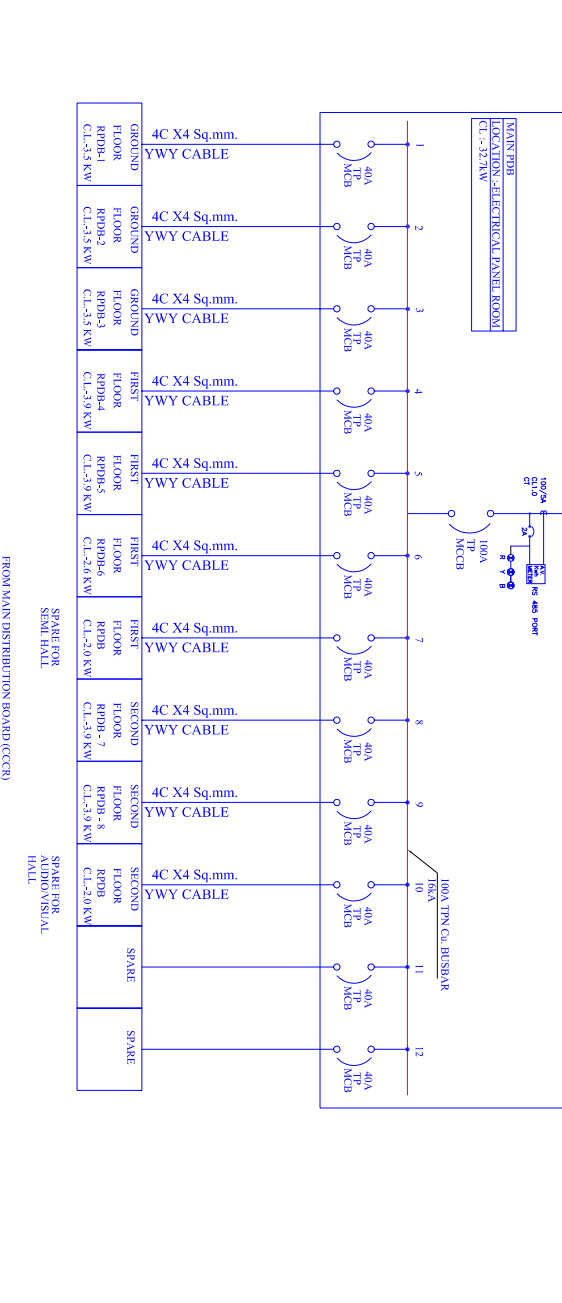 MAIN PDB
LOCATION :-ELECTRICAL PANEL ROOM
CL :- 32.7kW
100/5A
CL1.0
CT
2A
A,V,
Kwh
METER
RS 485 PORT
R Y B
100A
TP
MCCB
100A TPN Cu. BUSBAR
16kA
1
40A
TP
MCB
4C X4 Sq.mm.
YWY CABLE
GROUND
FLOOR
RPDB-1
C.L.-3.5 KW
2
40A
TP
MCB
4C X4 Sq.mm.
YWY CABLE
GROUND
FLOOR
RPDB-2
C.L.-3.5 KW
3
40A
TP
MCB
4C X4 Sq.mm.
YWY CABLE
GROUND
FLOOR
RPDB-3
C.L.-3.5 KW
4
40A
TP
MCB
4C X4 Sq.mm.
YWY CABLE
FIRST
FLOOR
RPDB-4
C.L.-3.9 KW
5
40A
TP
MCB
4C X4 Sq.mm.
YWY CABLE
FIRST
FLOOR
RPDB-5
C.L.-3.9 KW
6
40A
TP
MCB
4C X4 Sq.mm.
YWY CABLE
FIRST
FLOOR
RPDB-6
C.L.-2.6 KW
7
40A
TP
MCB
4C X4 Sq.mm.
YWY CABLE
FIRST
FLOOR
RPDB
C.L.-2.0 KW
SPARE FOR
SEMI HALL
8
40A
TP
MCB
4C X4 Sq.mm.
YWY CABLE
SECOND
FLOOR
RPDB - 7
C.L.-3.9 KW
9
40A
TP
MCB
4C X4 Sq.mm.
YWY CABLE
SECOND
FLOOR
RPDB - 8
C.L.-3.9 KW
10
40A
TP
MCB
4C X4 Sq.mm.
YWY CABLE
SECOND
FLOOR
RPDB
C.L.-2.0 KW
SPARE FOR
AUDIO/VISUAL
HALL
11
40A
TP
MCB
SPARE
12
40A
TP
MCB
SPARE
FROM MAIN DISTRIBUTION BOARD (CCCR)